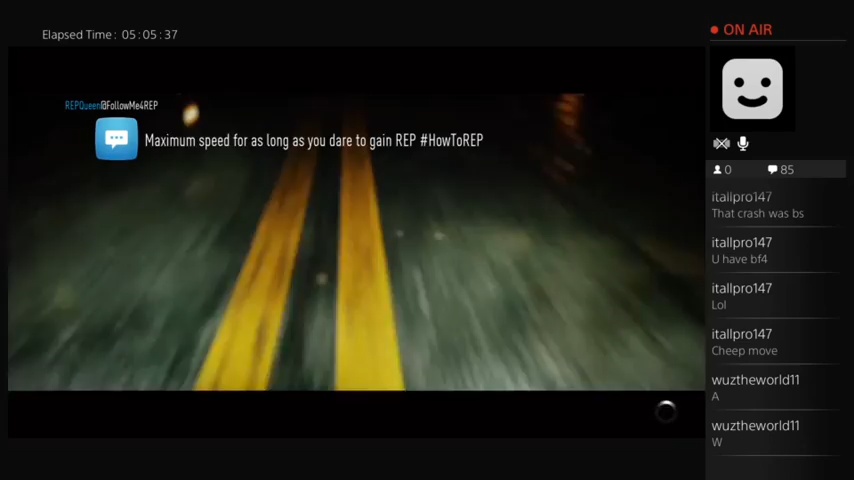 Elapsed Time: 05:05:37
ON AIR
REPQueen@FollowMe4REP
Maximum speed for as long as you dare to gain REP #HowToREP
0 85
itallpro147
That crash was bs
itallpro147
U have bf4
itallpro147
Lol
itallpro147
Cheep move
wuztheworld11
A
wuztheworld11
W